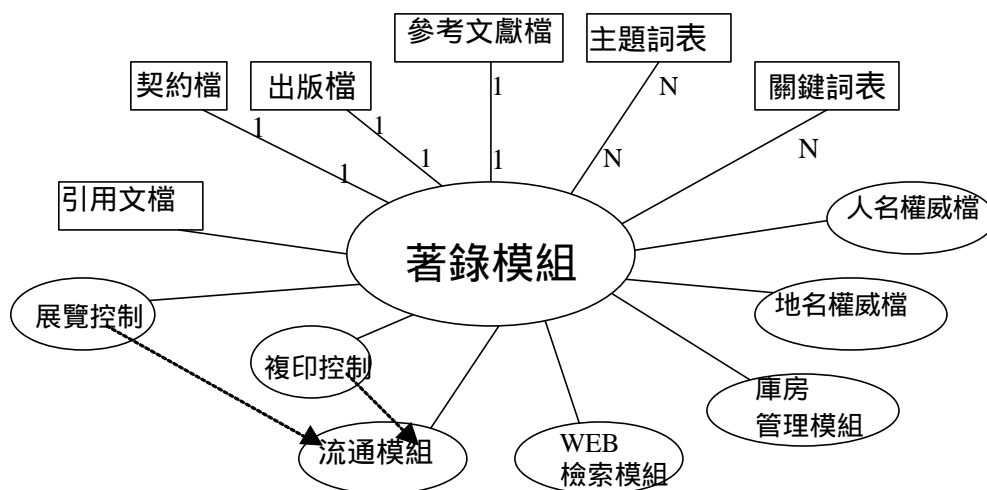 參考文獻檔
主題詞表
契約檔
出版檔
關鍵詞表
1
1
1
N
1
1
1
N
N
1
引用文檔
人名權威檔
著錄模組
展覽控制
地名權威檔
複印控制
庫房
管理模組
流通模組
WEB
檢索模組